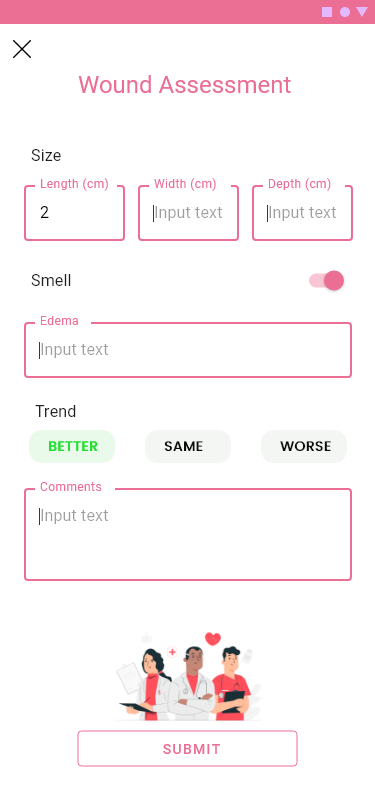 Wound Assessment
Size
Length (cm) Width (cm) Depth (cm)
2 Input text Input text
Smell
Edema
Input text
Trend
BETTER SAME WORSE
Comments
Input text
SUBMIT